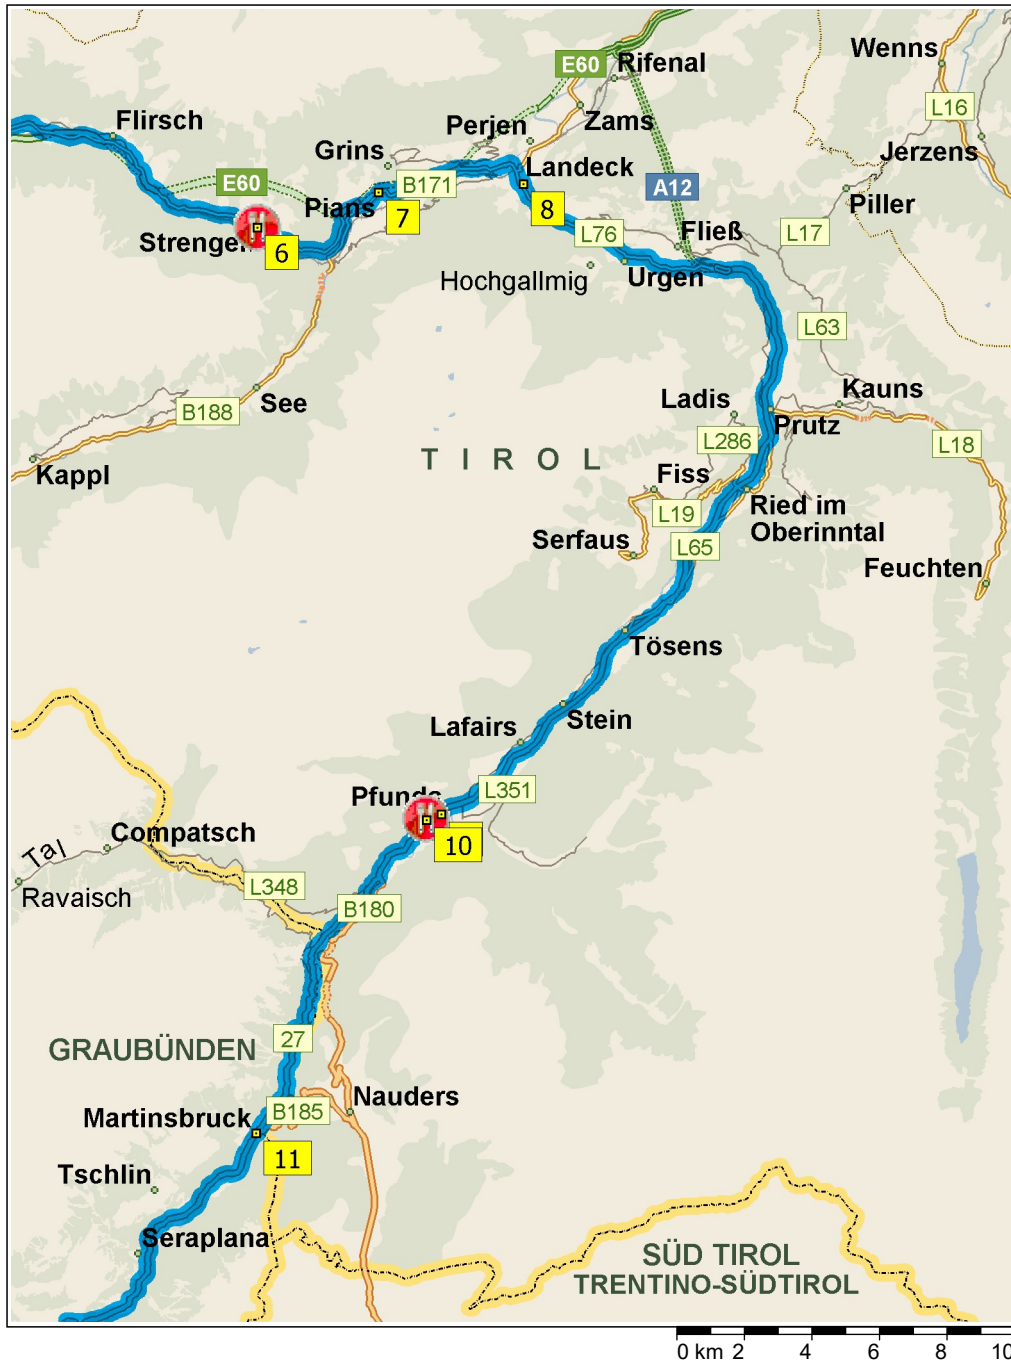 Wenns
E60
Rifenal
L16
Flirsch
Perjen
Zams
Grins
Jerzens
Landeck
E60
B171
A12
Piller
Pians
7
8
L76
Fließ
L17
6
Hochgallmig
Urgen
L63
See
B188
Ladis
Kauns
Prutz
L286
L18
TIROL
Kappl
Fiss
L19
Ried im
Oberinntal
Serfaus
L65
Feuchten
Tösens
Stein
Lafairs
L351
10
Compatsch
Tal
L348
Ravaisch
B180
27
GRAUBÜNDEN
Nauders
B185
Martinsbruck
11
Tschlin
Seraplana
SÜD TIROL
TRENTINO-SÜDTIROL
0 km 2 4 6 8 10